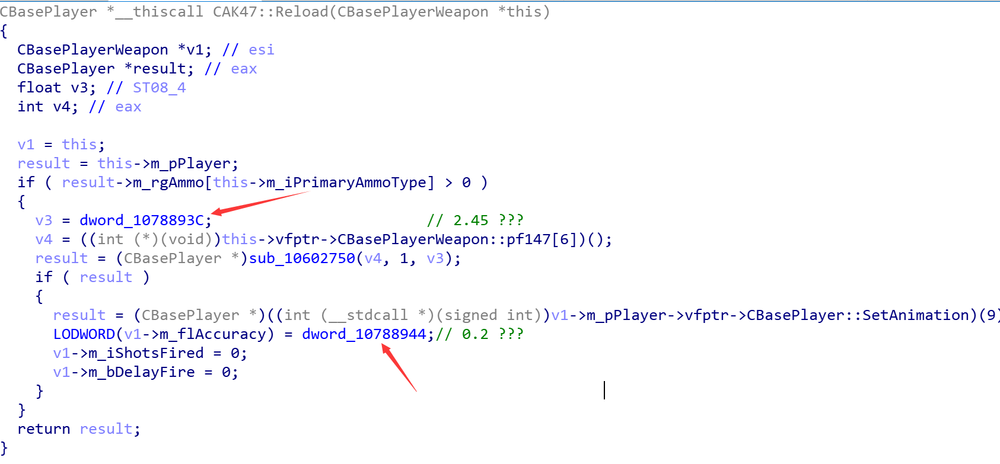 CBasePlayer *__thiscall CAK47::Reload(CBasePlayerWeapon *this)
{
  CBasePlayerWeapon *v1; // esi
  CBasePlayer *result; // eax
  float v3; // ST08_4
  int v4; // eax

  v1 = this;
  result = this->m_pPlayer;
  if ( result->m_rgAmmo[this->m_iPrimaryAmmoType] > 0 )
  {
    v3 = dword_1078893C;                        // 2.45 ???
    v4 = ((int (*)(void))this->vfptr->CBasePlayerWeapon::pf147[6])();
    result = (CBasePlayer *)sub_10602750(v4, 1, v3);
    if ( result )
    {
      result = (CBasePlayer *)((int (__stdcall *)(signed int))v1->m_pPlayer->vfptr->CBasePlayer::SetAnimation)(9)
      LODWORD(v1->m_flAccuracy) = dword_10788944;// 0.2 ???
      v1->m_iShotsFired = 0;
      v1->m_bDelayFire = 0;
    }
  }
  return result;
}